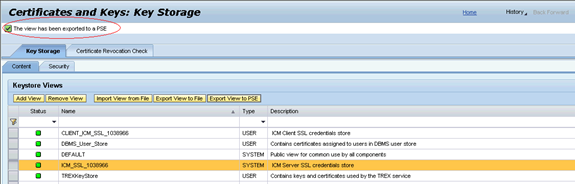 Certificates and Keys: Key Storage
Home
History
Back Forward
The view has been exported to a PSE
Key Storage
Certificate Revocation Check
Content
Security
Keystore Views
Add View
Remove View
Import View from File
Export View to File
Export View to PSE
Status
Name
Type
Description
CLIENT_ICM_SSL_1038966 USER ICM Client SSL credentials store
DBMS_User_Store USER Contains certificates assigned to users in DBMS user store
DEFAULT SYSTEM Public view for common use by all components
ICM_SSL_1038966 SYSTEM ICM Server SSL credentials store
TREXKeyStore USER Contains keys and certificates used by the TREX service